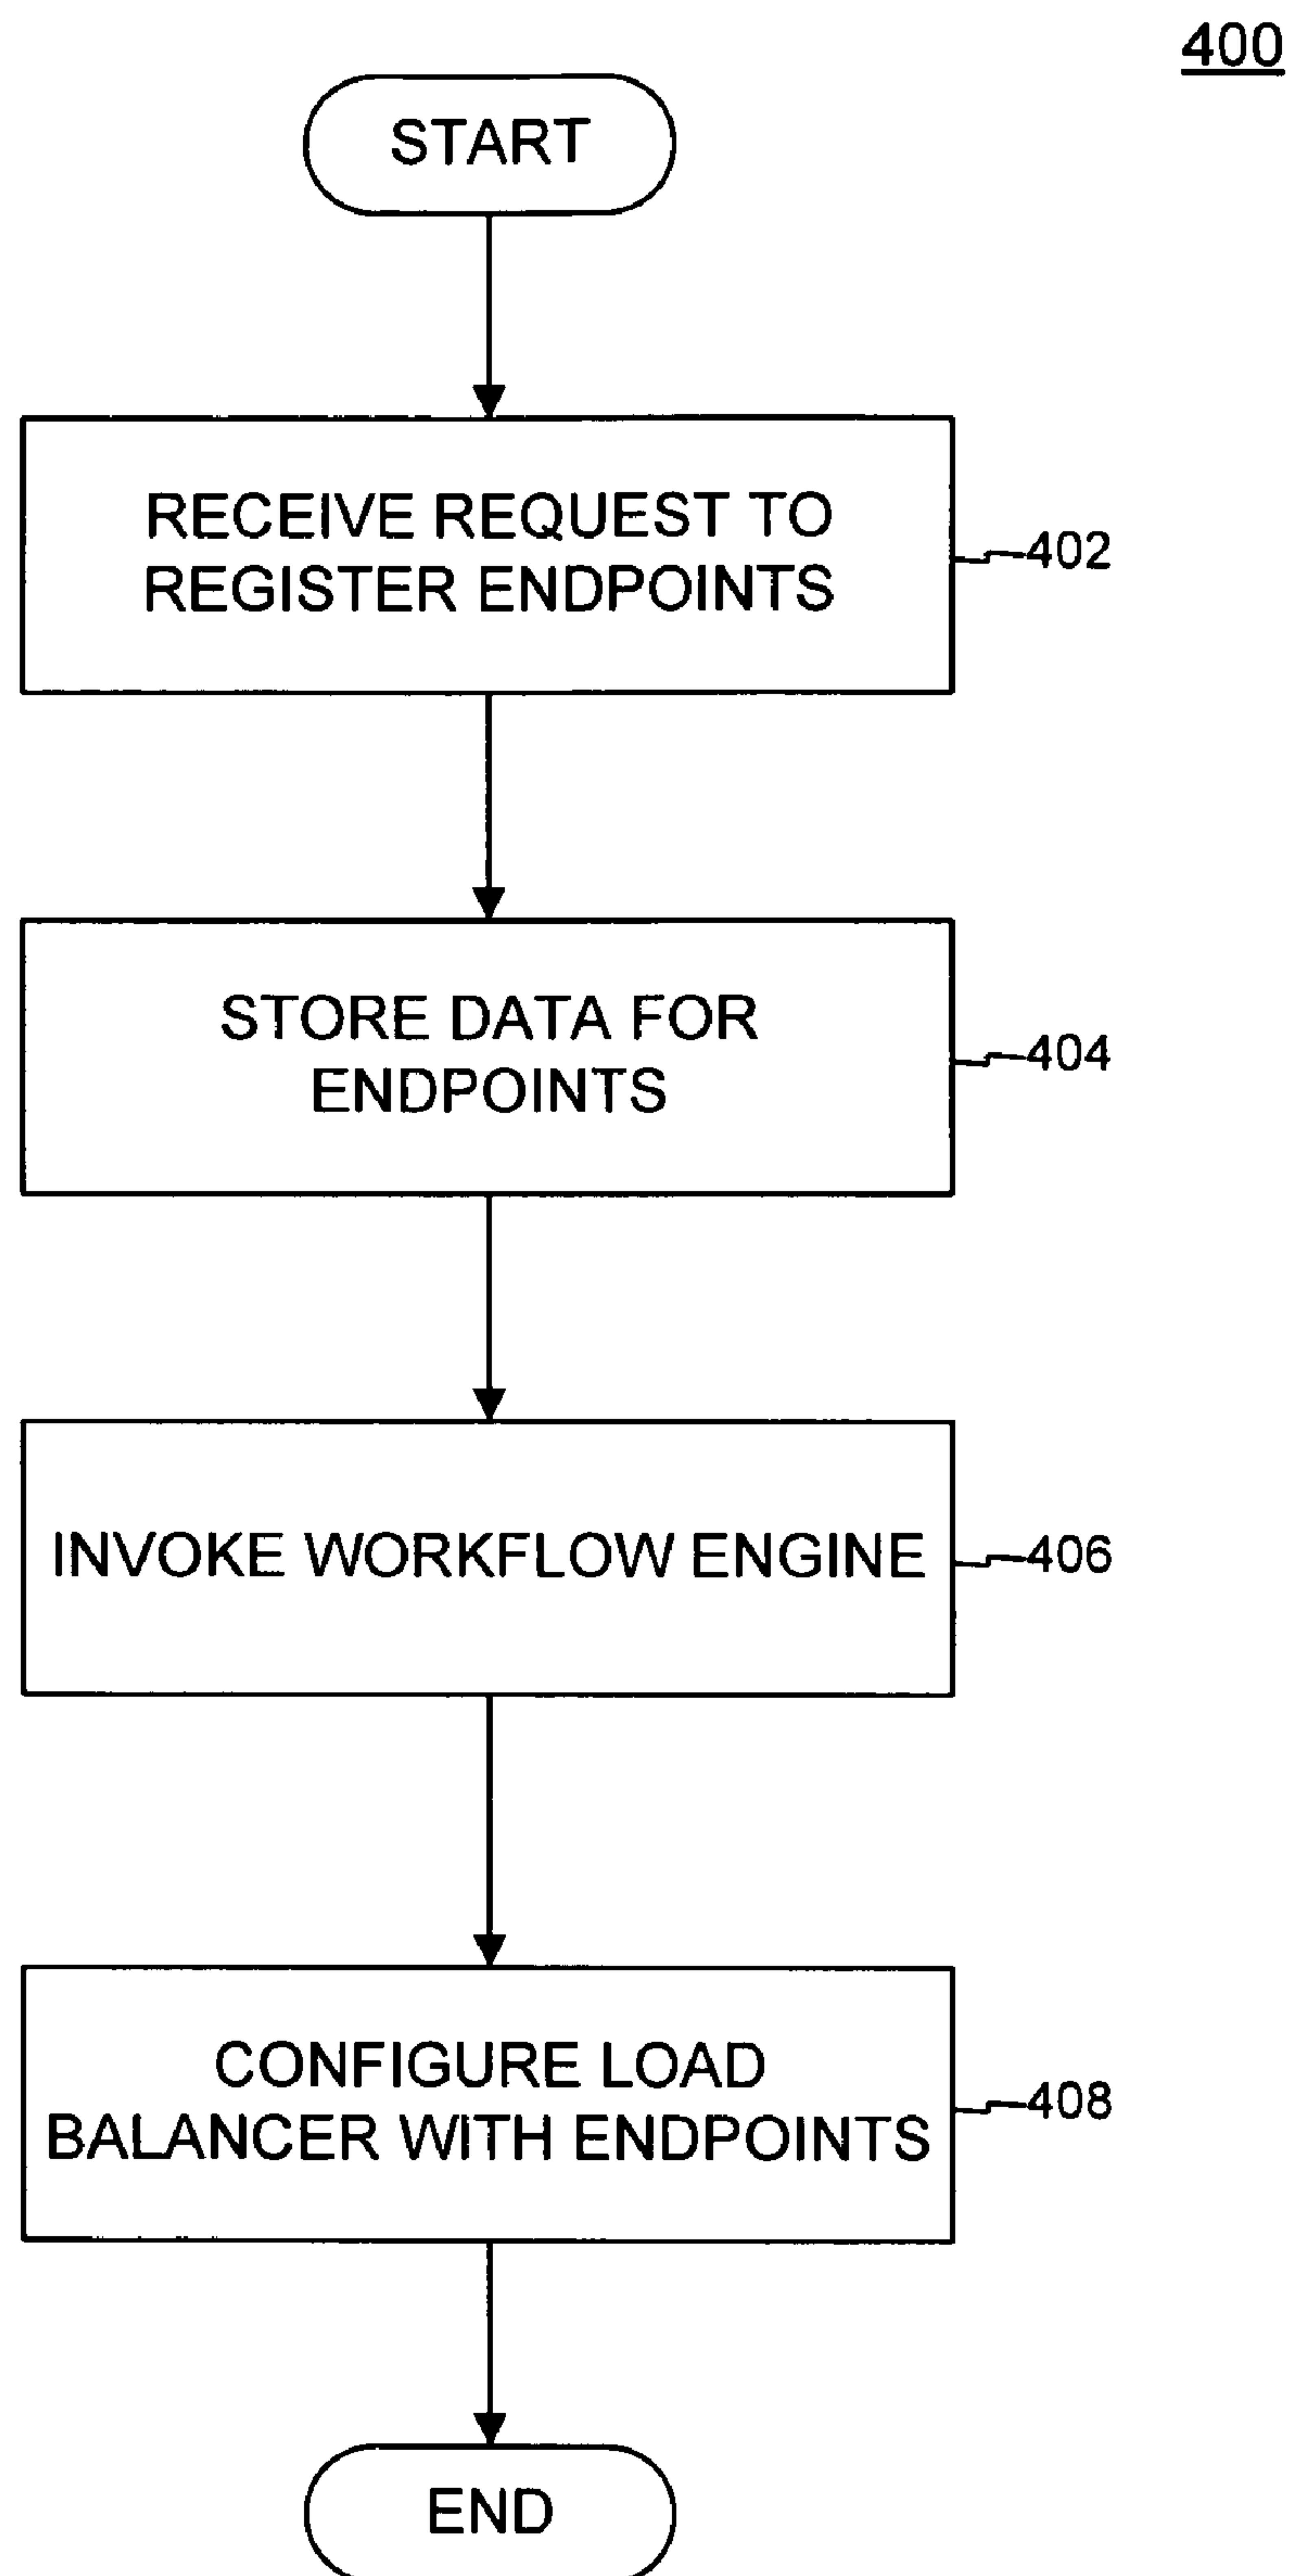 400
START
RECEIVE REQUEST TO
REGISTER ENDPOINTS
402
STORE DATA FOR
ENDPOINTS
404
INVOKE WORKFLOW ENGINE
406
CONFIGURE LOAD
BALANCER WITH ENDPOINTS
408
END